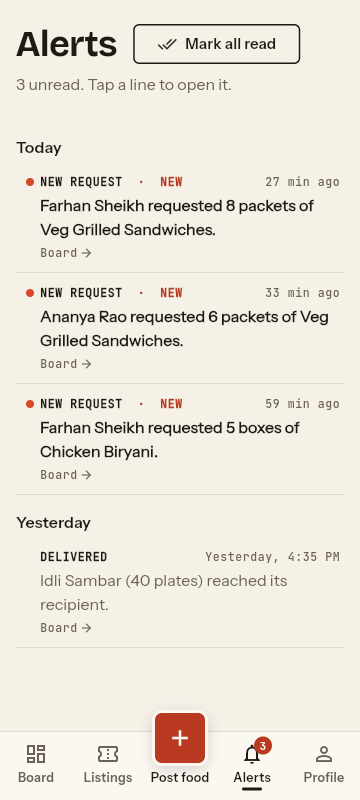 Alerts
Mark all read
3 unread. Tap a line to open it.
Today
NEW REQUEST · NEW 27 min ago
Farhan Sheikh requested 8 packets of
Veg Grilled Sandwiches.
Board →
NEW REQUEST · NEW 33 min ago
Ananya Rao requested 6 packets of Veg
Grilled Sandwiches.
Board →
NEW REQUEST · NEW 59 min ago
Farhan Sheikh requested 5 boxes of
Chicken Biryani.
Board →
Yesterday
DELIVERED Yesterday, 4:35 PM
Idli Sambar (40 plates) reached its
recipient.
Board →
3
Board Listings Post food Alerts Profile